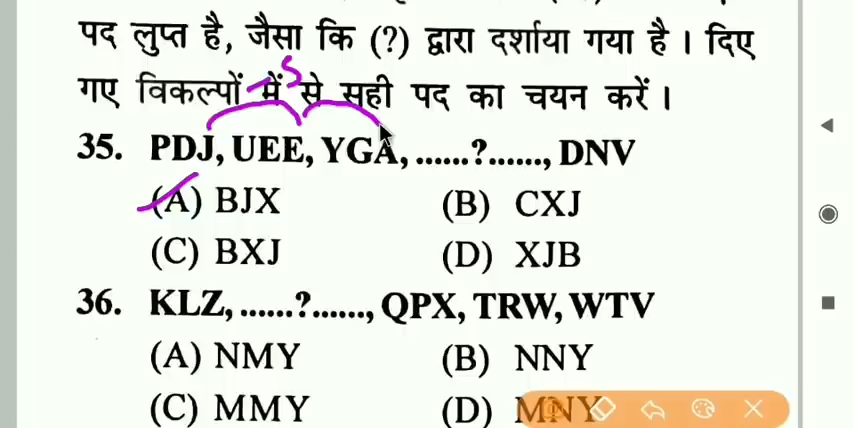 पद लुप्त है, जैसा कि (?) द्वारा दर्शाया गया है । दिए
गए विकल्पों में से सही पद का चयन करें ।
35. PDJ, UEE, YGA, ......?......, DNV
(A) BJX (B) CXJ
(C) BXJ (D) XJB
36. KLZ, ......?......, QPX, TRW, WTV
(A) NMY (B) NNY
(C) MMY (D) MNY